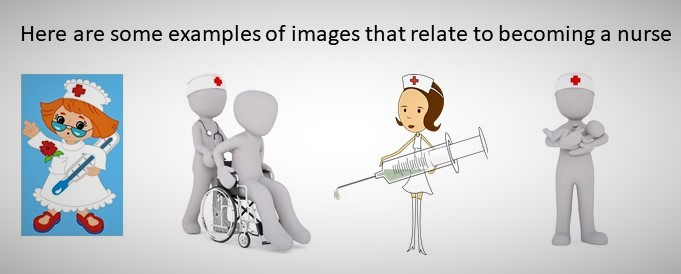 Here are some examples of images that relate to becoming a nurse